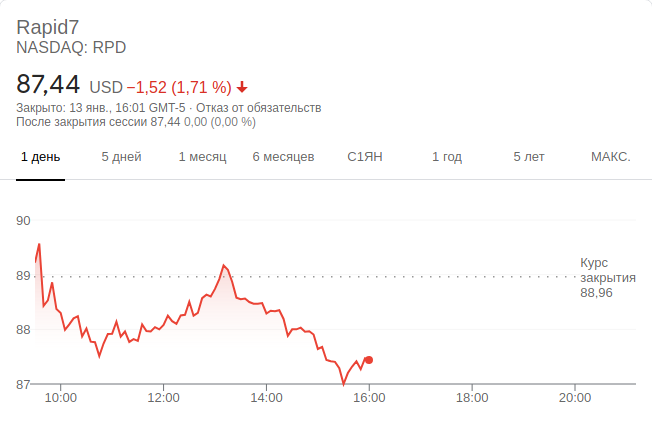 Rapid7
NASDAQ: RPD
87,44 USD −1,52 (1,71 %)
Закрыто: 13 янв., 16:01 GMT-5 · Отказ от обязательств
После закрытия сессии 87,44 0,00 (0,00 %)
1 день 5 дней 1 месяц 6 месяцев С1ЯН 1 год 5 лет МАКС.
90
89
88
87
Курс
закрытия
88,96
10:00 12:00 14:00 16:00 18:00 20:00